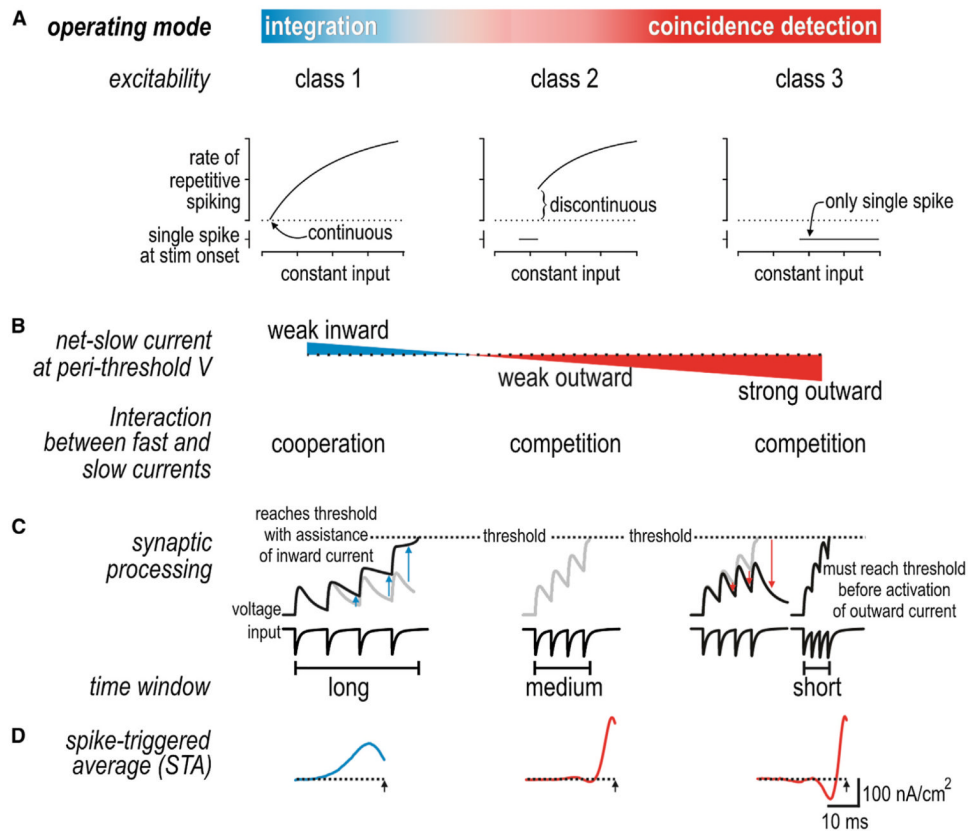 A
operating mode
integration
coincidence detection
excitability
class 1
class 2
class 3
rate of
repetitive
spiking
single spike
at stim onset
continuous
constant input
discontinuous
constant input
only single spike
constant input
B
net-slow current
at peri-threshold V
weak inward
weak outward
strong outward
Interaction
between fast and
slow currents
cooperation
competition
competition
C
synaptic
processing
reaches threshold
with assistance
of inward current
threshold
threshold
must reach threshold
before activation
of outward current
voltage
input
time window
long
medium
short
D
spike-triggered
average (STA)
100 nA/cm²
10 ms